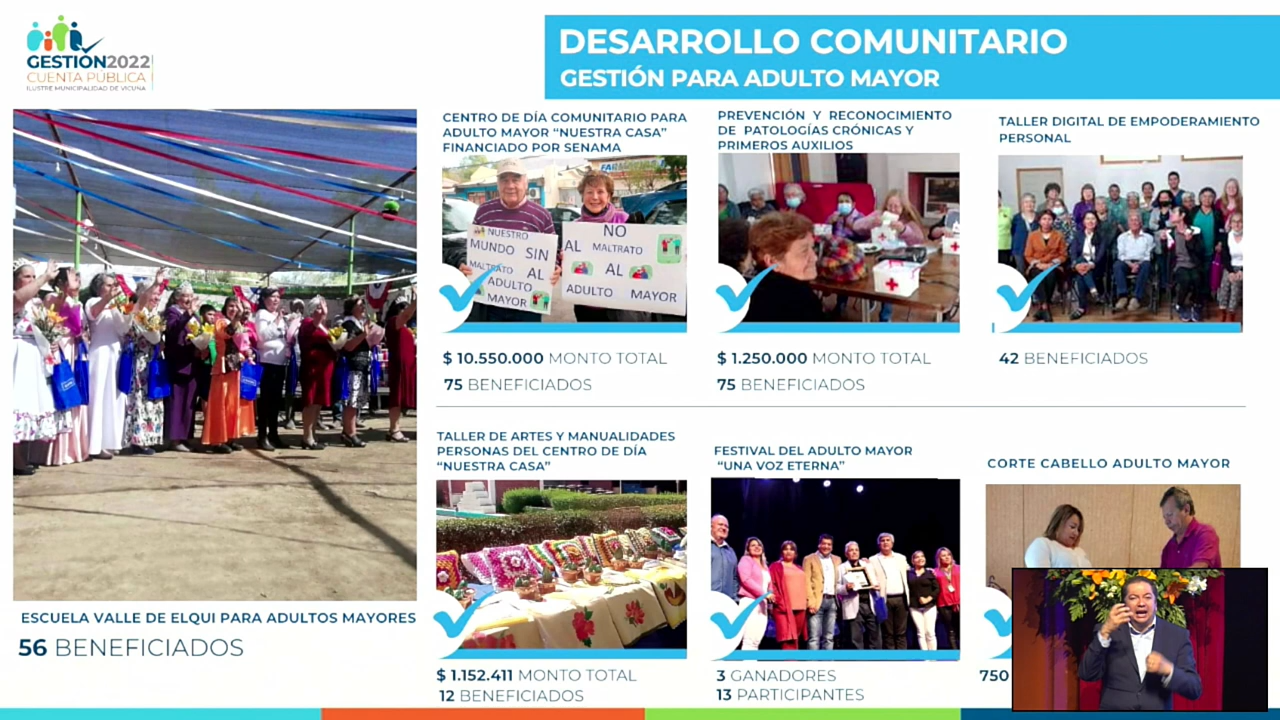 GESTIÓN2022
CUENTA PÚBLICA
ILUSTRE MUNICIPALIDAD DE VICUÑA
DESARROLLO COMUNITARIO
GESTIÓN PARA ADULTO MAYOR
ESCUELA VALLE DE ELQUI PARA ADULTOS MAYORES
56 BENEFICIADOS
CENTRO DE DÍA COMUNITARIO PARA
ADULTO MAYOR “NUESTRA CASA”
FINANCIADO POR SENAMA
NUESTRO
MUNDO SIN
MALTRATO AL
ADULTO
MAYOR
NO
AL MALTRATO
AL
ADULTO MAYOR
$ 10.550.000 MONTO TOTAL
75 BENEFICIADOS
PREVENCIÓN Y RECONOCIMIENTO
DE PATOLOGÍAS CRÓNICAS Y
PRIMEROS AUXILIOS
$ 1.250.000 MONTO TOTAL
75 BENEFICIADOS
TALLER DIGITAL DE EMPODERAMIENTO
PERSONAL
42 BENEFICIADOS
TALLER DE ARTES Y MANUALIDADES
PERSONAS DEL CENTRO DE DÍA
“NUESTRA CASA”
$ 1.152.411 MONTO TOTAL
12 BENEFICIADOS
FESTIVAL DEL ADULTO MAYOR
“UNA VOZ ETERNA”
3 GANADORES
13 PARTICIPANTES
CORTE CABELLO ADULTO MAYOR
750